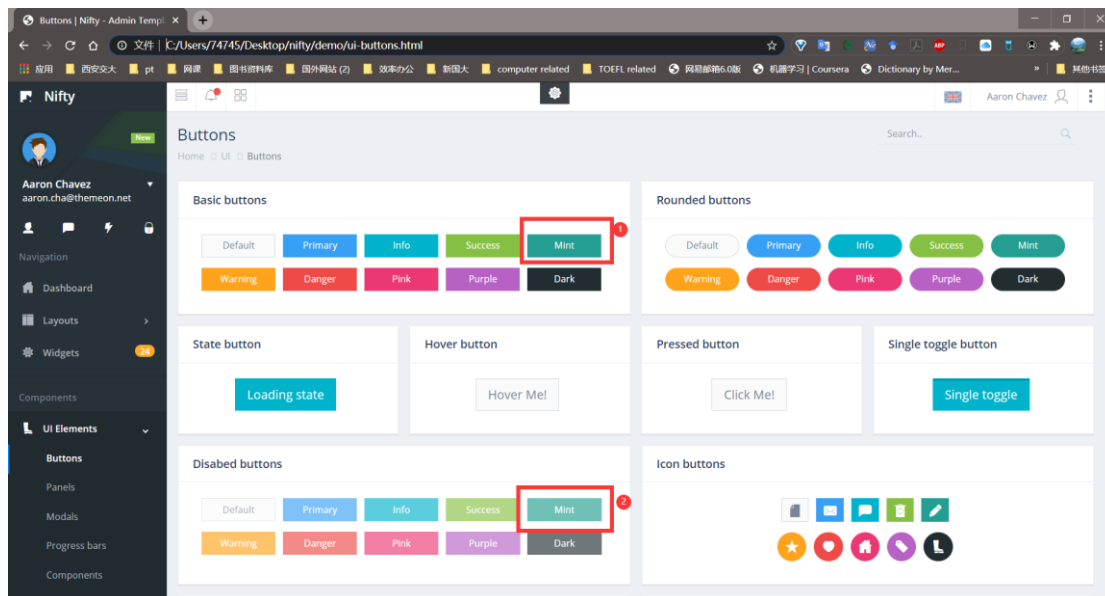 Buttons | Nifty - Admin Templ
文件 | C:/Users/74745/Desktop/nifty/demo/ui-buttons.html
应用 西安交大 pt 网课 图书资料库 国外网站 (2) 效率办公 新国大 computer related TOEFL related 网易邮箱6.0版 机器学习 | Coursera Dictionary by Mer... » 其他书签
Nifty
Aaron Chavez
New
Aaron Chavez
aaron.cha@themeon.net
Navigation
Dashboard
Layouts
Widgets 24
Components
UI Elements
Buttons
Panels
Modals
Progress bars
Components
Buttons
Search..
Home UI Buttons
Basic buttons
Default Primary Info Success Mint 1
Warning Danger Pink Purple Dark
Rounded buttons
Default Primary Info Success Mint
Warning Danger Pink Purple Dark
State button
Loading state
Hover button
Hover Me!
Pressed button
Click Me!
Single toggle button
Single toggle
Disabed buttons
Default Primary Info Success Mint 2
Warning Danger Pink Purple Dark
Icon buttons